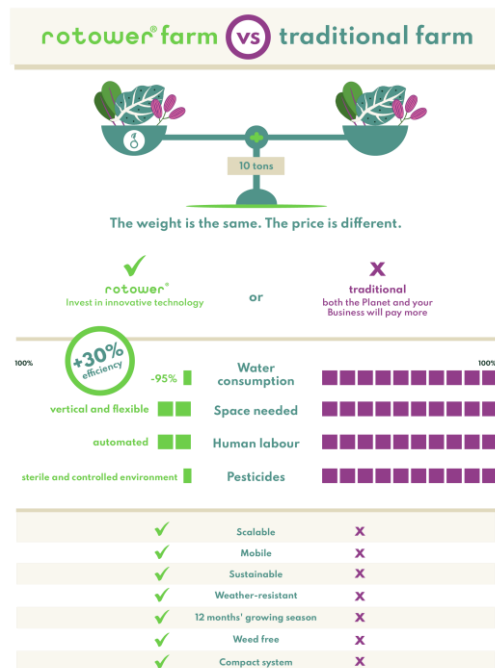 rotower® farm vs traditional farm
10 tons
The weight is the same. The price is different.
rotower®
Invest in innavative technology
or
x
traditional
both the Planet and your
Business will pay more
+30%
efficiency
100%
100%
-95%
Water
consumption
vertical and flexible
Space needed
automated
Human labour
sterile and controlled environment
Pesticides
Scalable x
Mobile x
Sustainable x
Weather-resistant x
12 months' growing season x
Weed free x
Compact system x